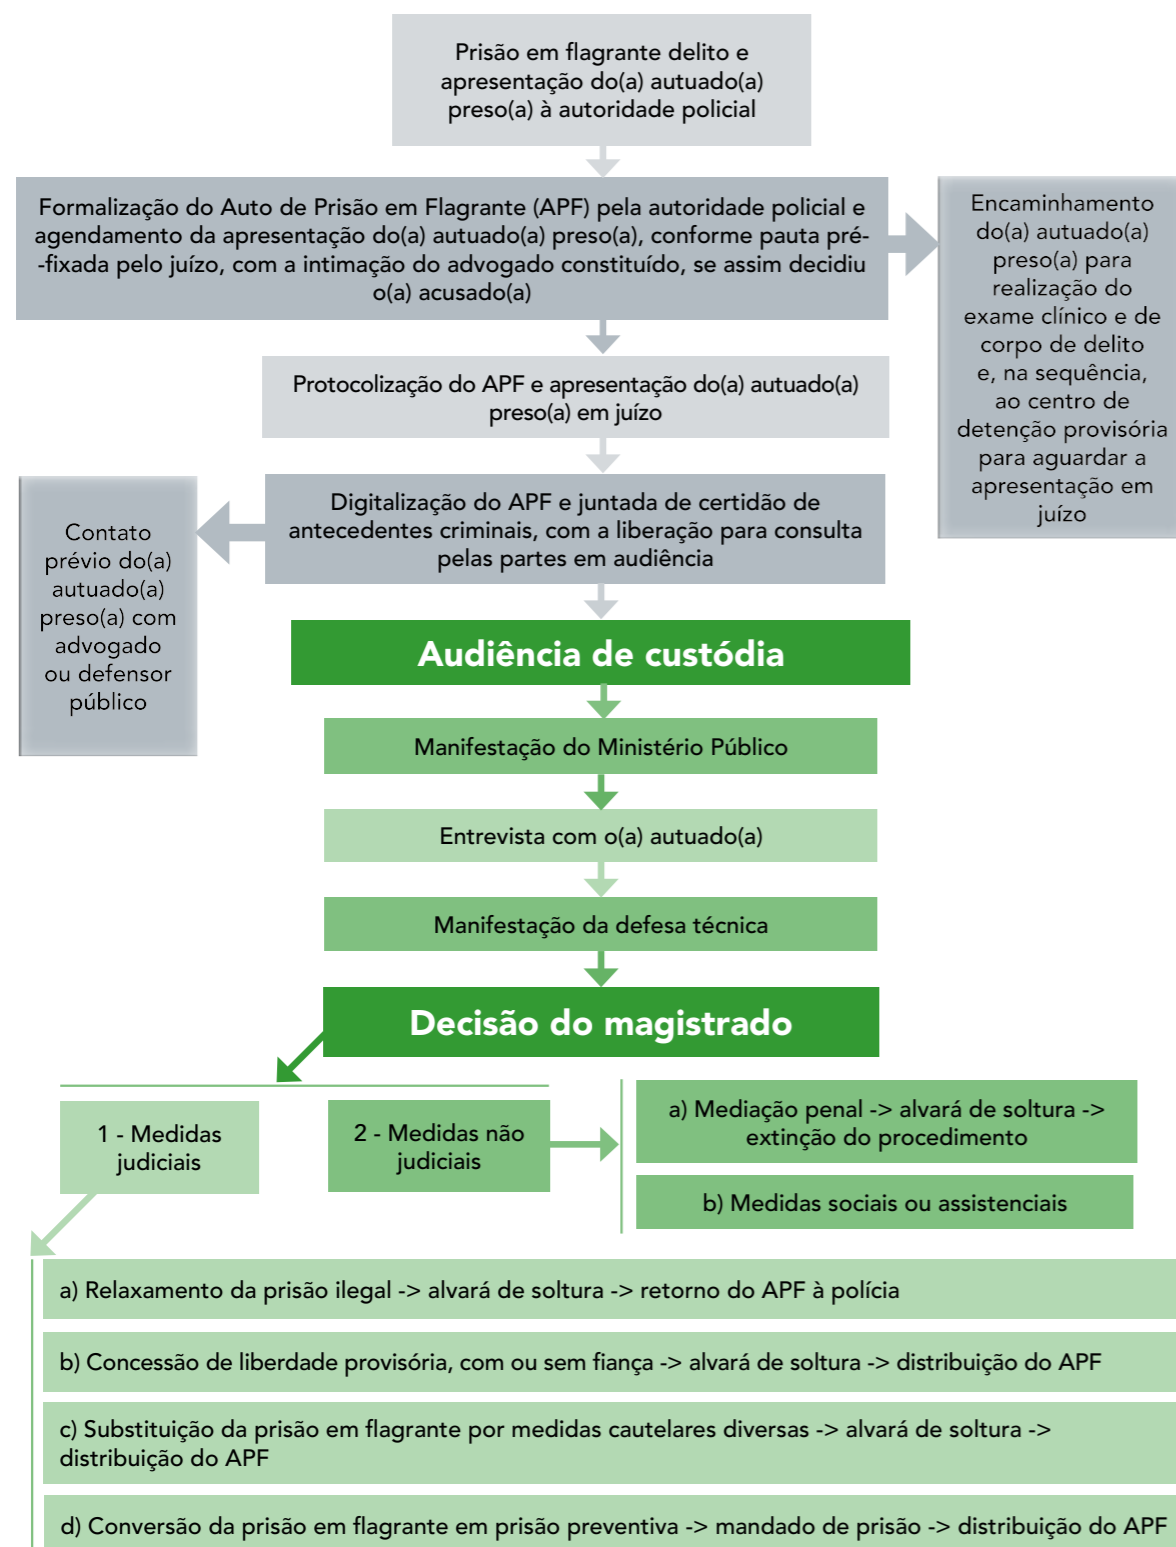 Prisão em flagrante delito e
apresentação do(a) autuado(a)
preso(a) à autoridade policial
Formalização do Auto de Prisão em Flagrante (APF) pela autoridade policial e
agendamento da apresentação do(a) autuado(a) preso(a), conforme pauta pré-
-fixada pelo juízo, com a intimação do advogado constituído, se assim decidiu
o(a) acusado(a)
Encaminhamento
do(a) autuado(a)
preso(a) para
realização do
exame clínico e de
corpo de delito
e, na sequência,
ao centro de
detenção provisória
para aguardar a
apresentação em
juízo
Protocolização do APF e apresentação do(a) autuado(a)
preso(a) em juízo
Digitalização do APF e juntada de certidão de
antecedentes criminais, com a liberação para consulta
pelas partes em audiência
Contato
prévio do(a)
autuado(a)
preso(a) com
advogado
ou defensor
público
Audiência de custódia
Manifestação do Ministério Público
Entrevista com o(a) autuado(a)
Manifestação da defesa técnica
Decisão do magistrado
1 - Medidas
judiciais
2 - Medidas não
judiciais
a) Mediação penal -> alvará de soltura ->
extinção do procedimento
b) Medidas sociais ou assistenciais
a) Relaxamento da prisão ilegal -> alvará de soltura -> retorno do APF à polícia
b) Concessão de liberdade provisória, com ou sem fiança -> alvará de soltura -> distribuição do APF
c) Substituição da prisão em flagrante por medidas cautelares diversas -> alvará de soltura ->
distribuição do APF
d) Conversão da prisão em flagrante em prisão preventiva -> mandado de prisão -> distribuição do APF